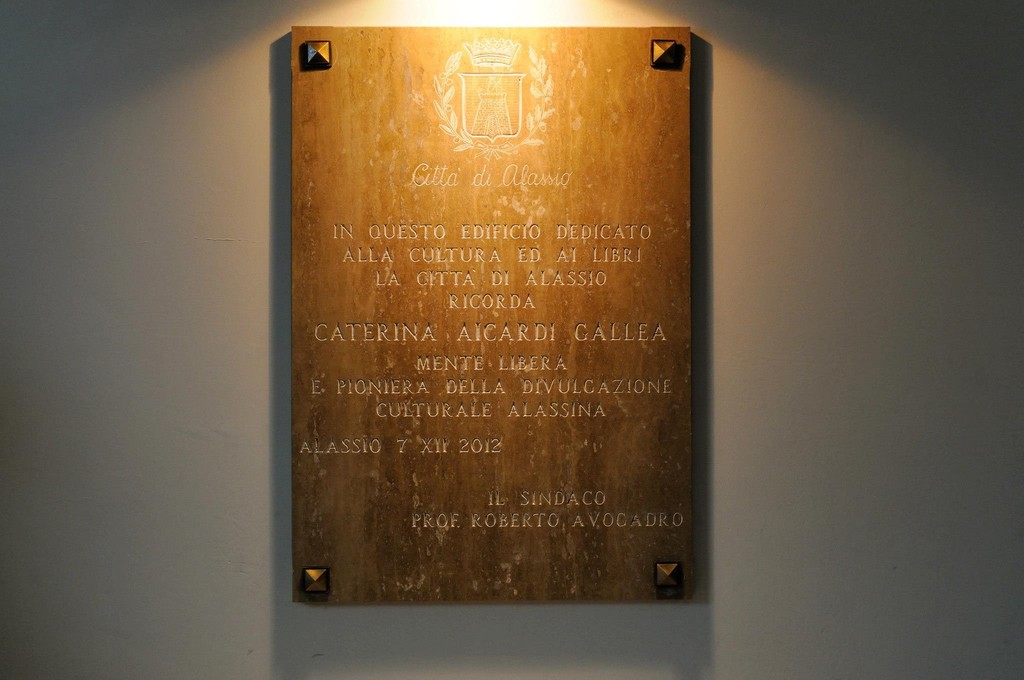 Città di Alassio
IN QUESTO EDIFICIO DEDICATO
ALLA CULTURA ED AI LIBRI
LA CITTÀ DI ALASSIO
RICORDA
CATERINA AICARDI GALLEA
MENTE LIBERA
E PIONIERA DELLA DIVULGAZIONE
CULTURALE ALASSINA
ALASSIO 7 XII 2012
IL SINDACO
PROF. ROBERTO AVOGADRO